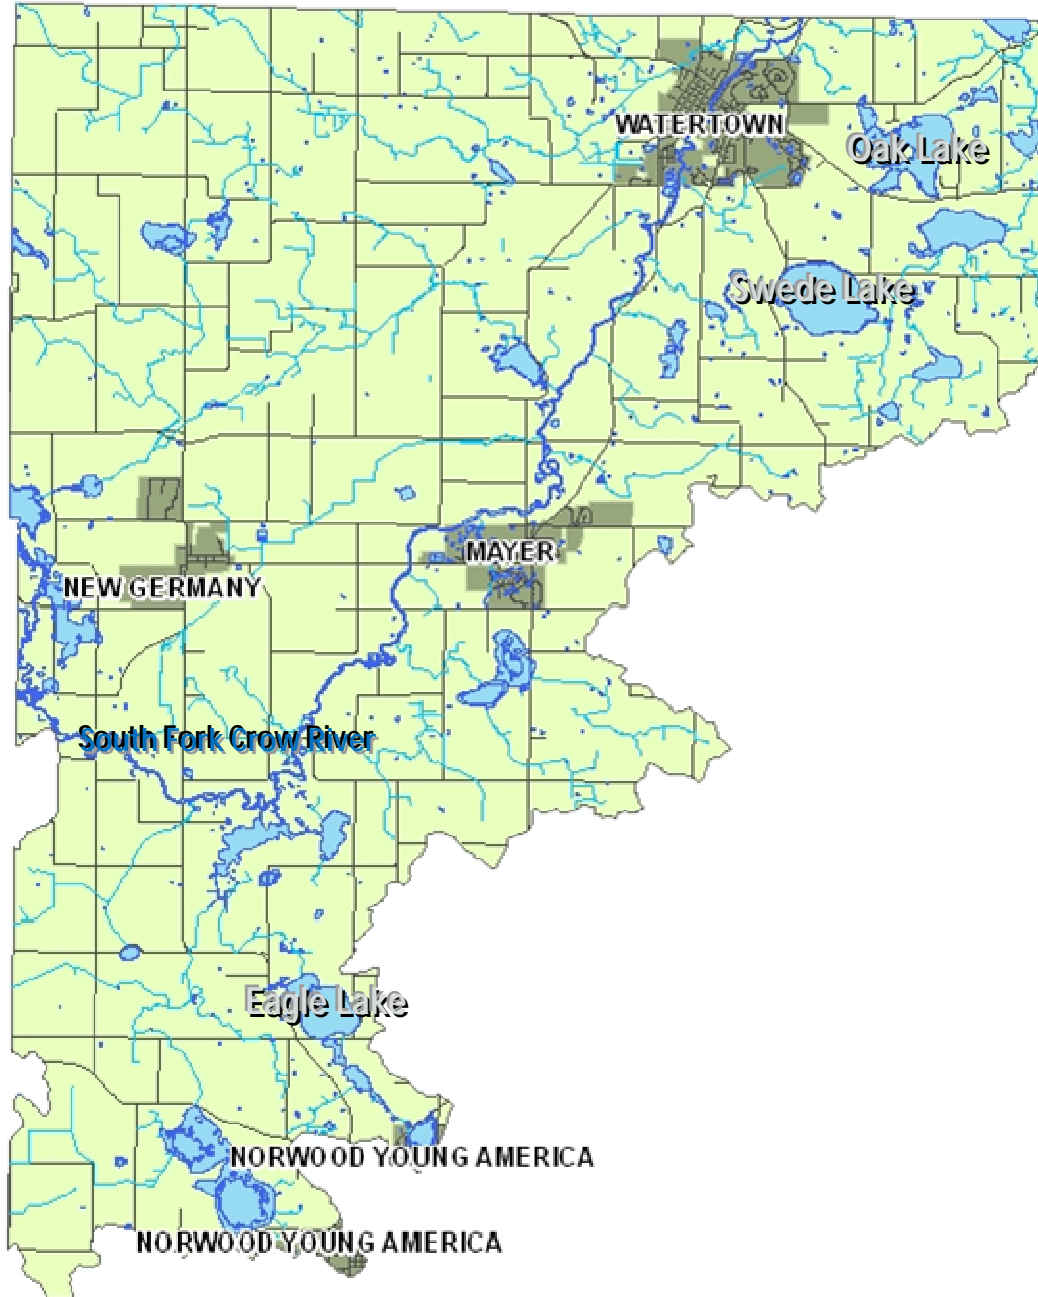 WATERTOWN
Oak Lake
Swede Lake
MAYER
NEW GERMANY
South Fork Crow River
Eagle Lake
NORWOOD YOUNG AMERICA
NORWOOD YOUNG AMERICA